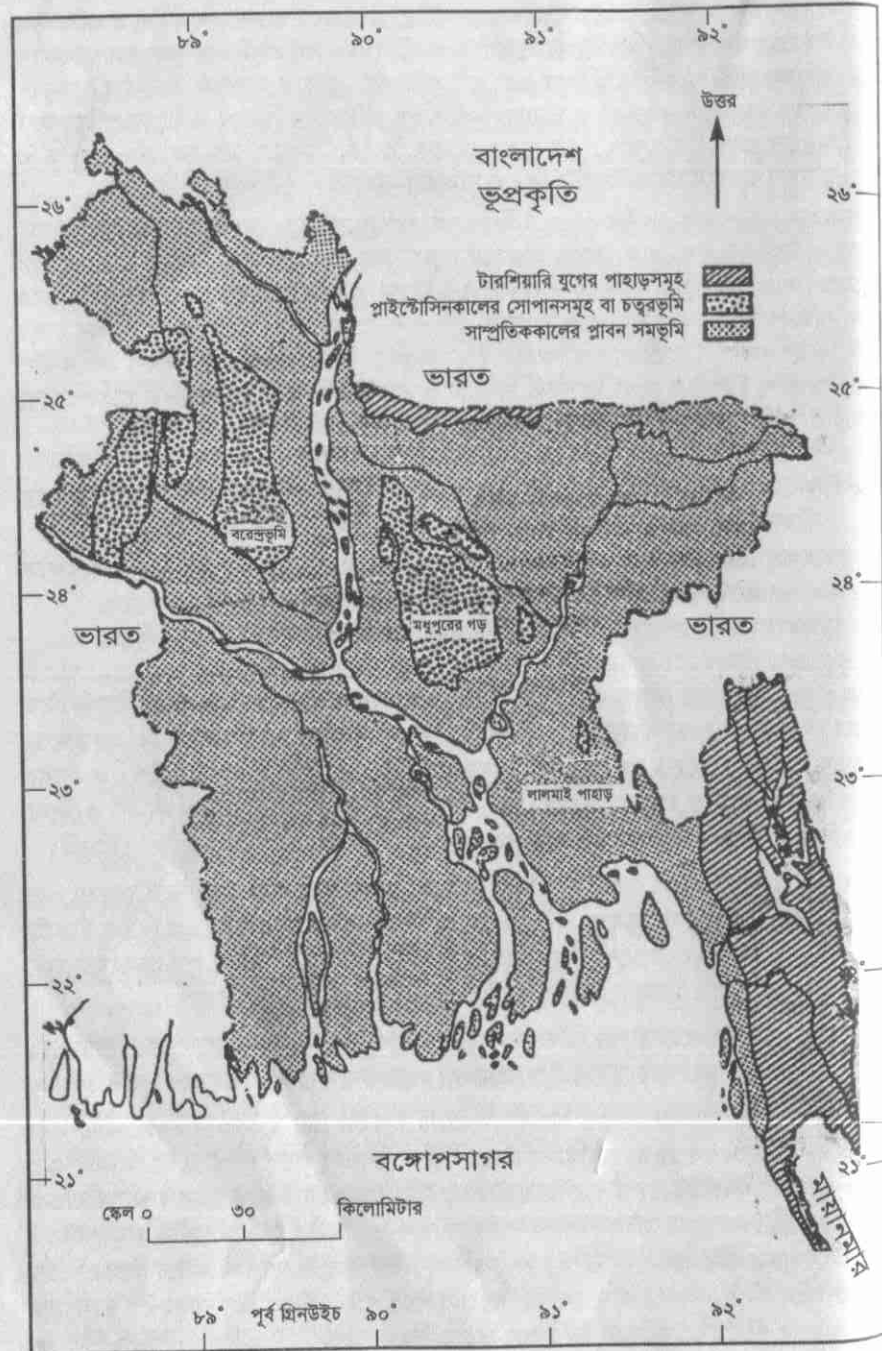 ৮৯° ৯০° ৯১° ৯২°
উত্তর
বাংলাদেশ
ভূপ্রকৃতি
২৬° ২৬°
টারশিয়ারি যুগের পাহাড়সমূহ
প্লাইস্টোসিনকালের সোপানসমূহ বা চত্বরভূমি
সাম্প্রতিককালের প্লাবন সমভূমি
ভারত
২৫° ২৫°
বরেন্দ্রভূমি
২৪° ২৪°
মধুপুরের গড়
ভারত ভারত
২৩° ২৩°
লালমাই পাহাড়
২২° ২২°
বঙ্গোপসাগর
২১° ২১°
মায়ানমার
স্কেল ০ ৩০ কিলোমিটার
৮৯° পূর্ব গ্রিনউইচ ৯০° ৯১° ৯২°